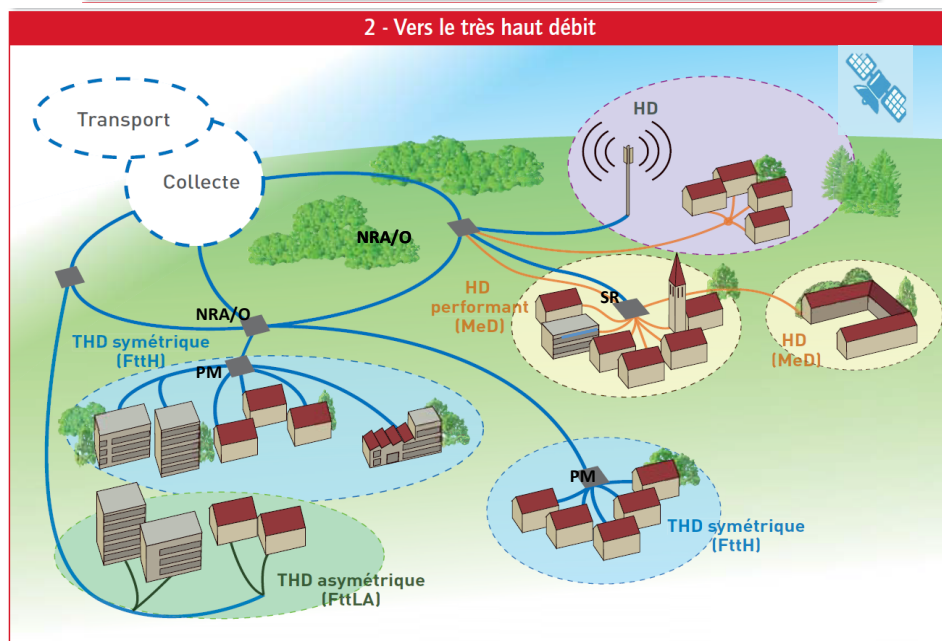 2 - Vers le très haut débit
Transport
Collecte
HD
NRA/O
HD
performant
(MeD)
SR
NRA/O
THD symétrique
(FttH)
PM
HD
(MeD)
PM
THD symétrique
(FttH)
THD asymétrique
(FttLA)